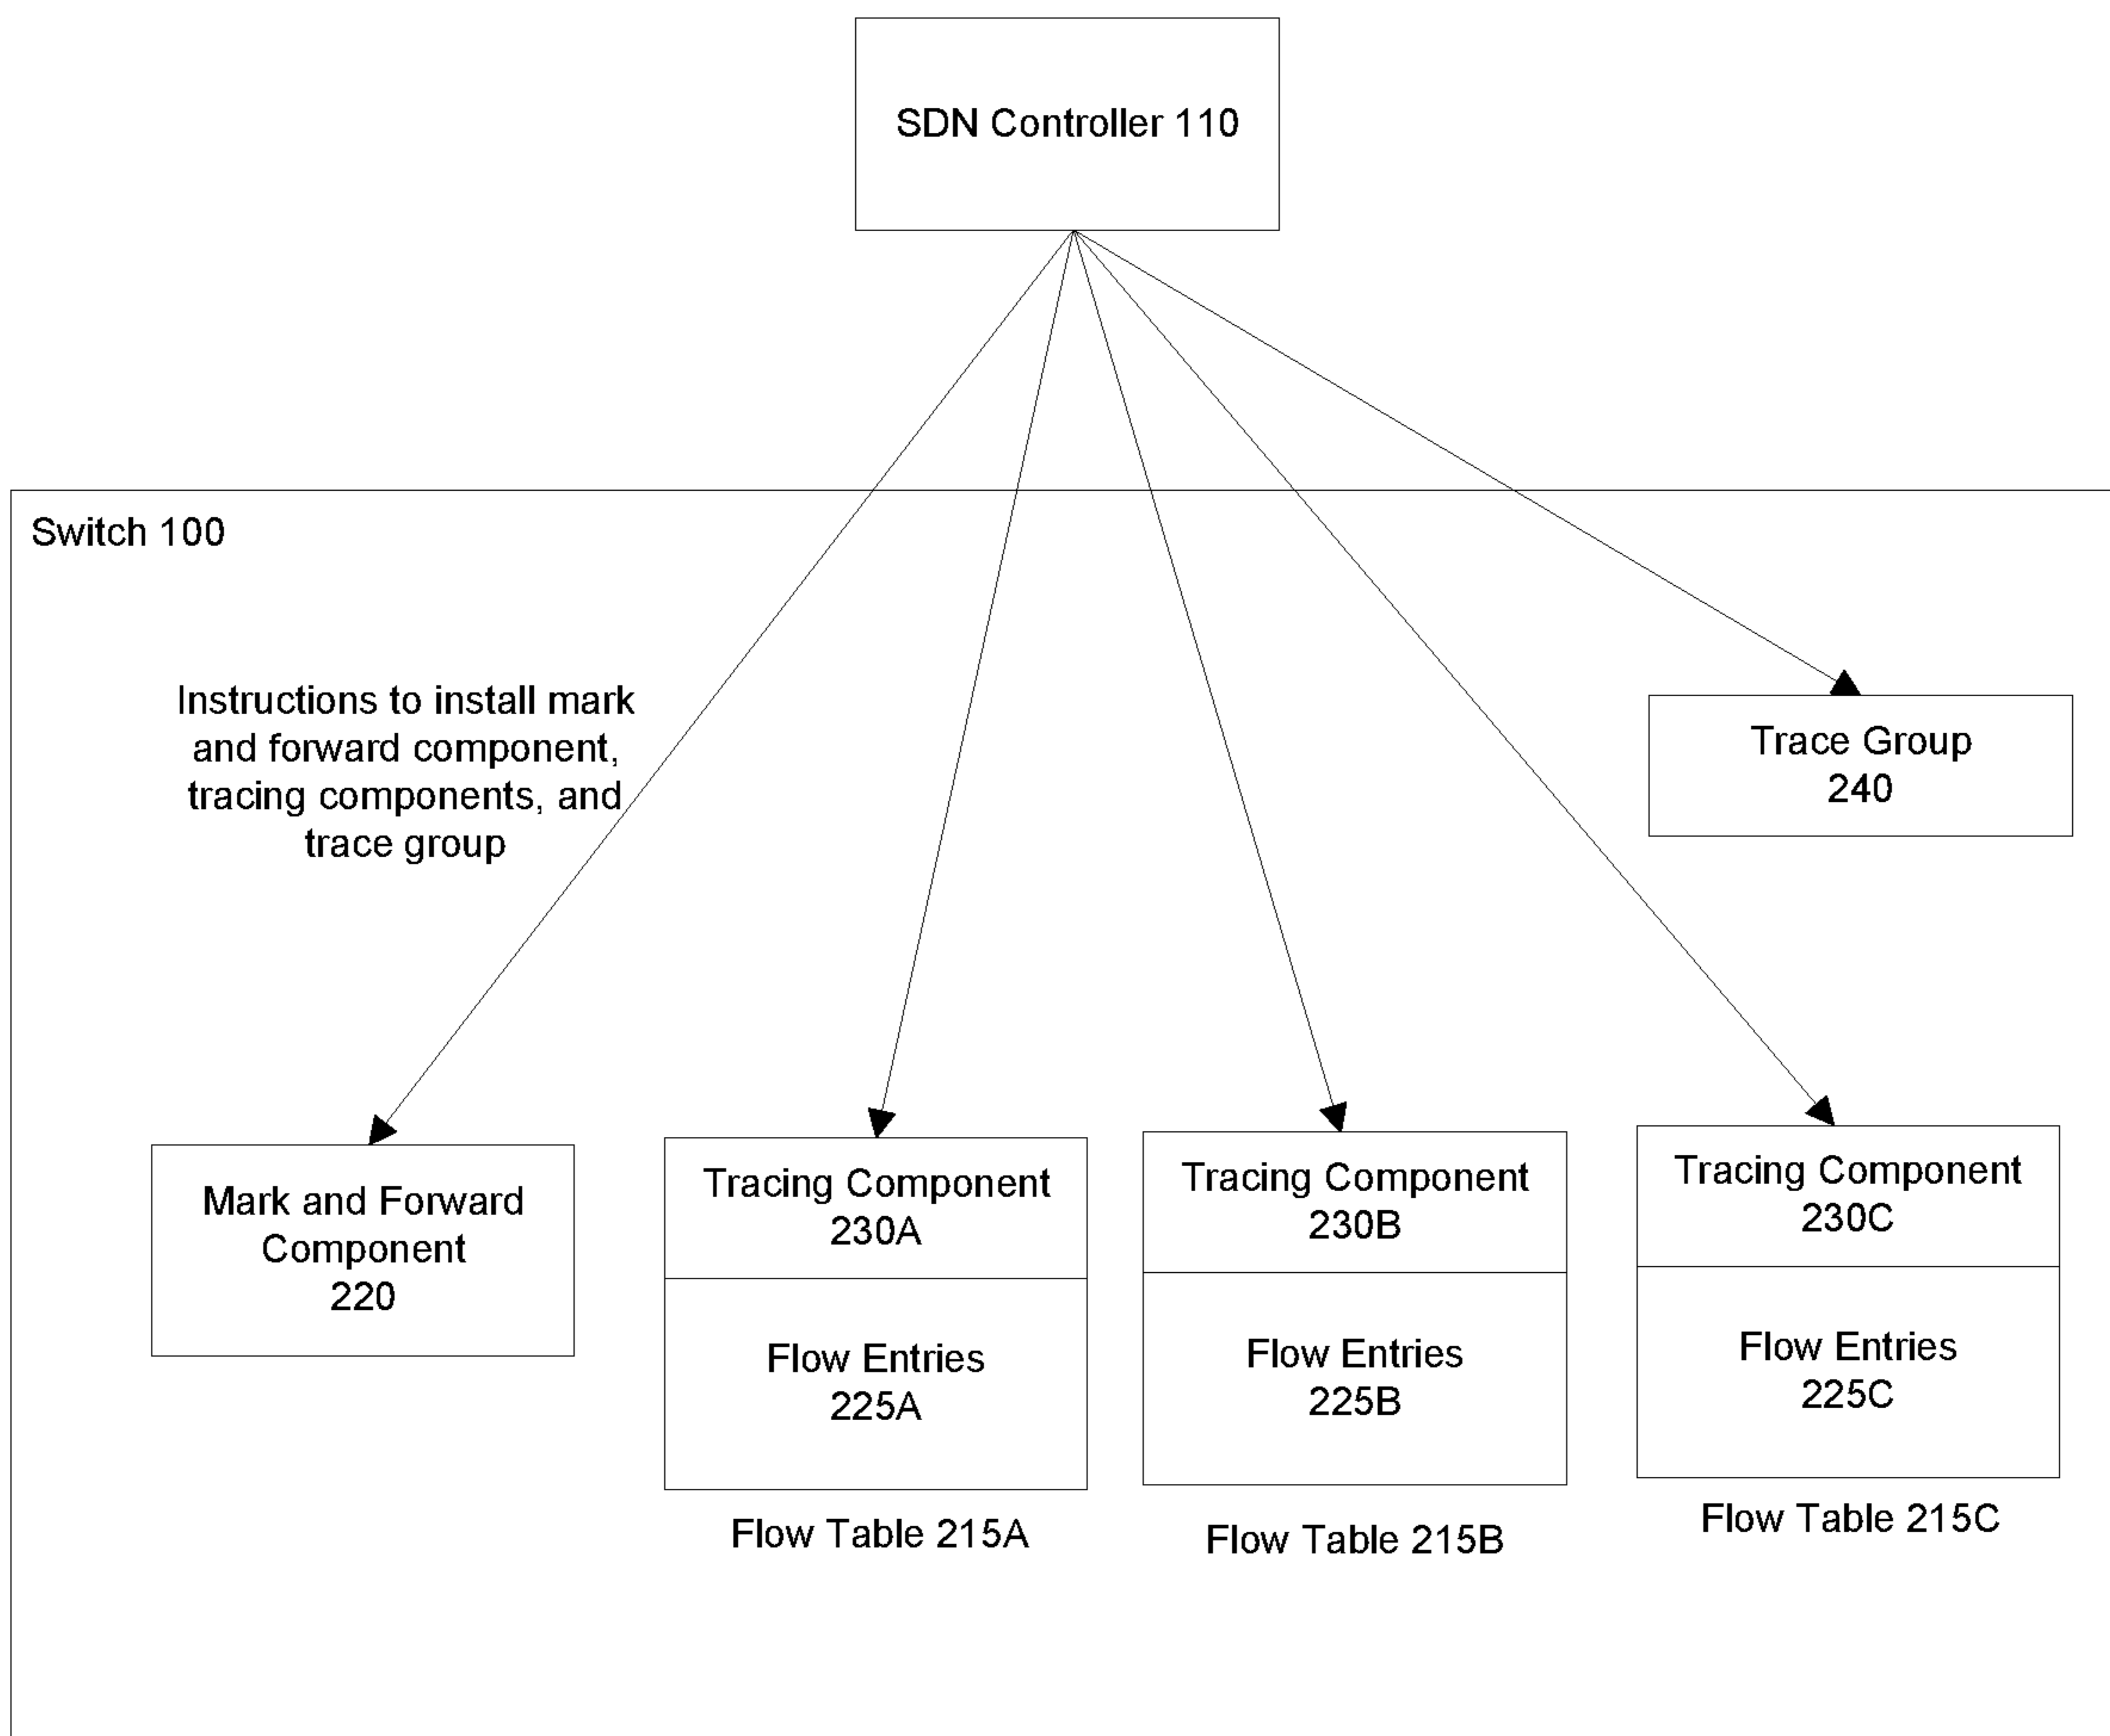 SDN Controller 110
Switch 100
Instructions to install mark
and forward component,
tracing components, and
trace group
Trace Group
240
Mark and Forward
Component
220
Tracing Component
230A
Flow Entries
225A
Flow Table 215A
Tracing Component
230B
Flow Entries
225B
Flow Table 215B
Tracing Component
230C
Flow Entries
225C
Flow Table 215C